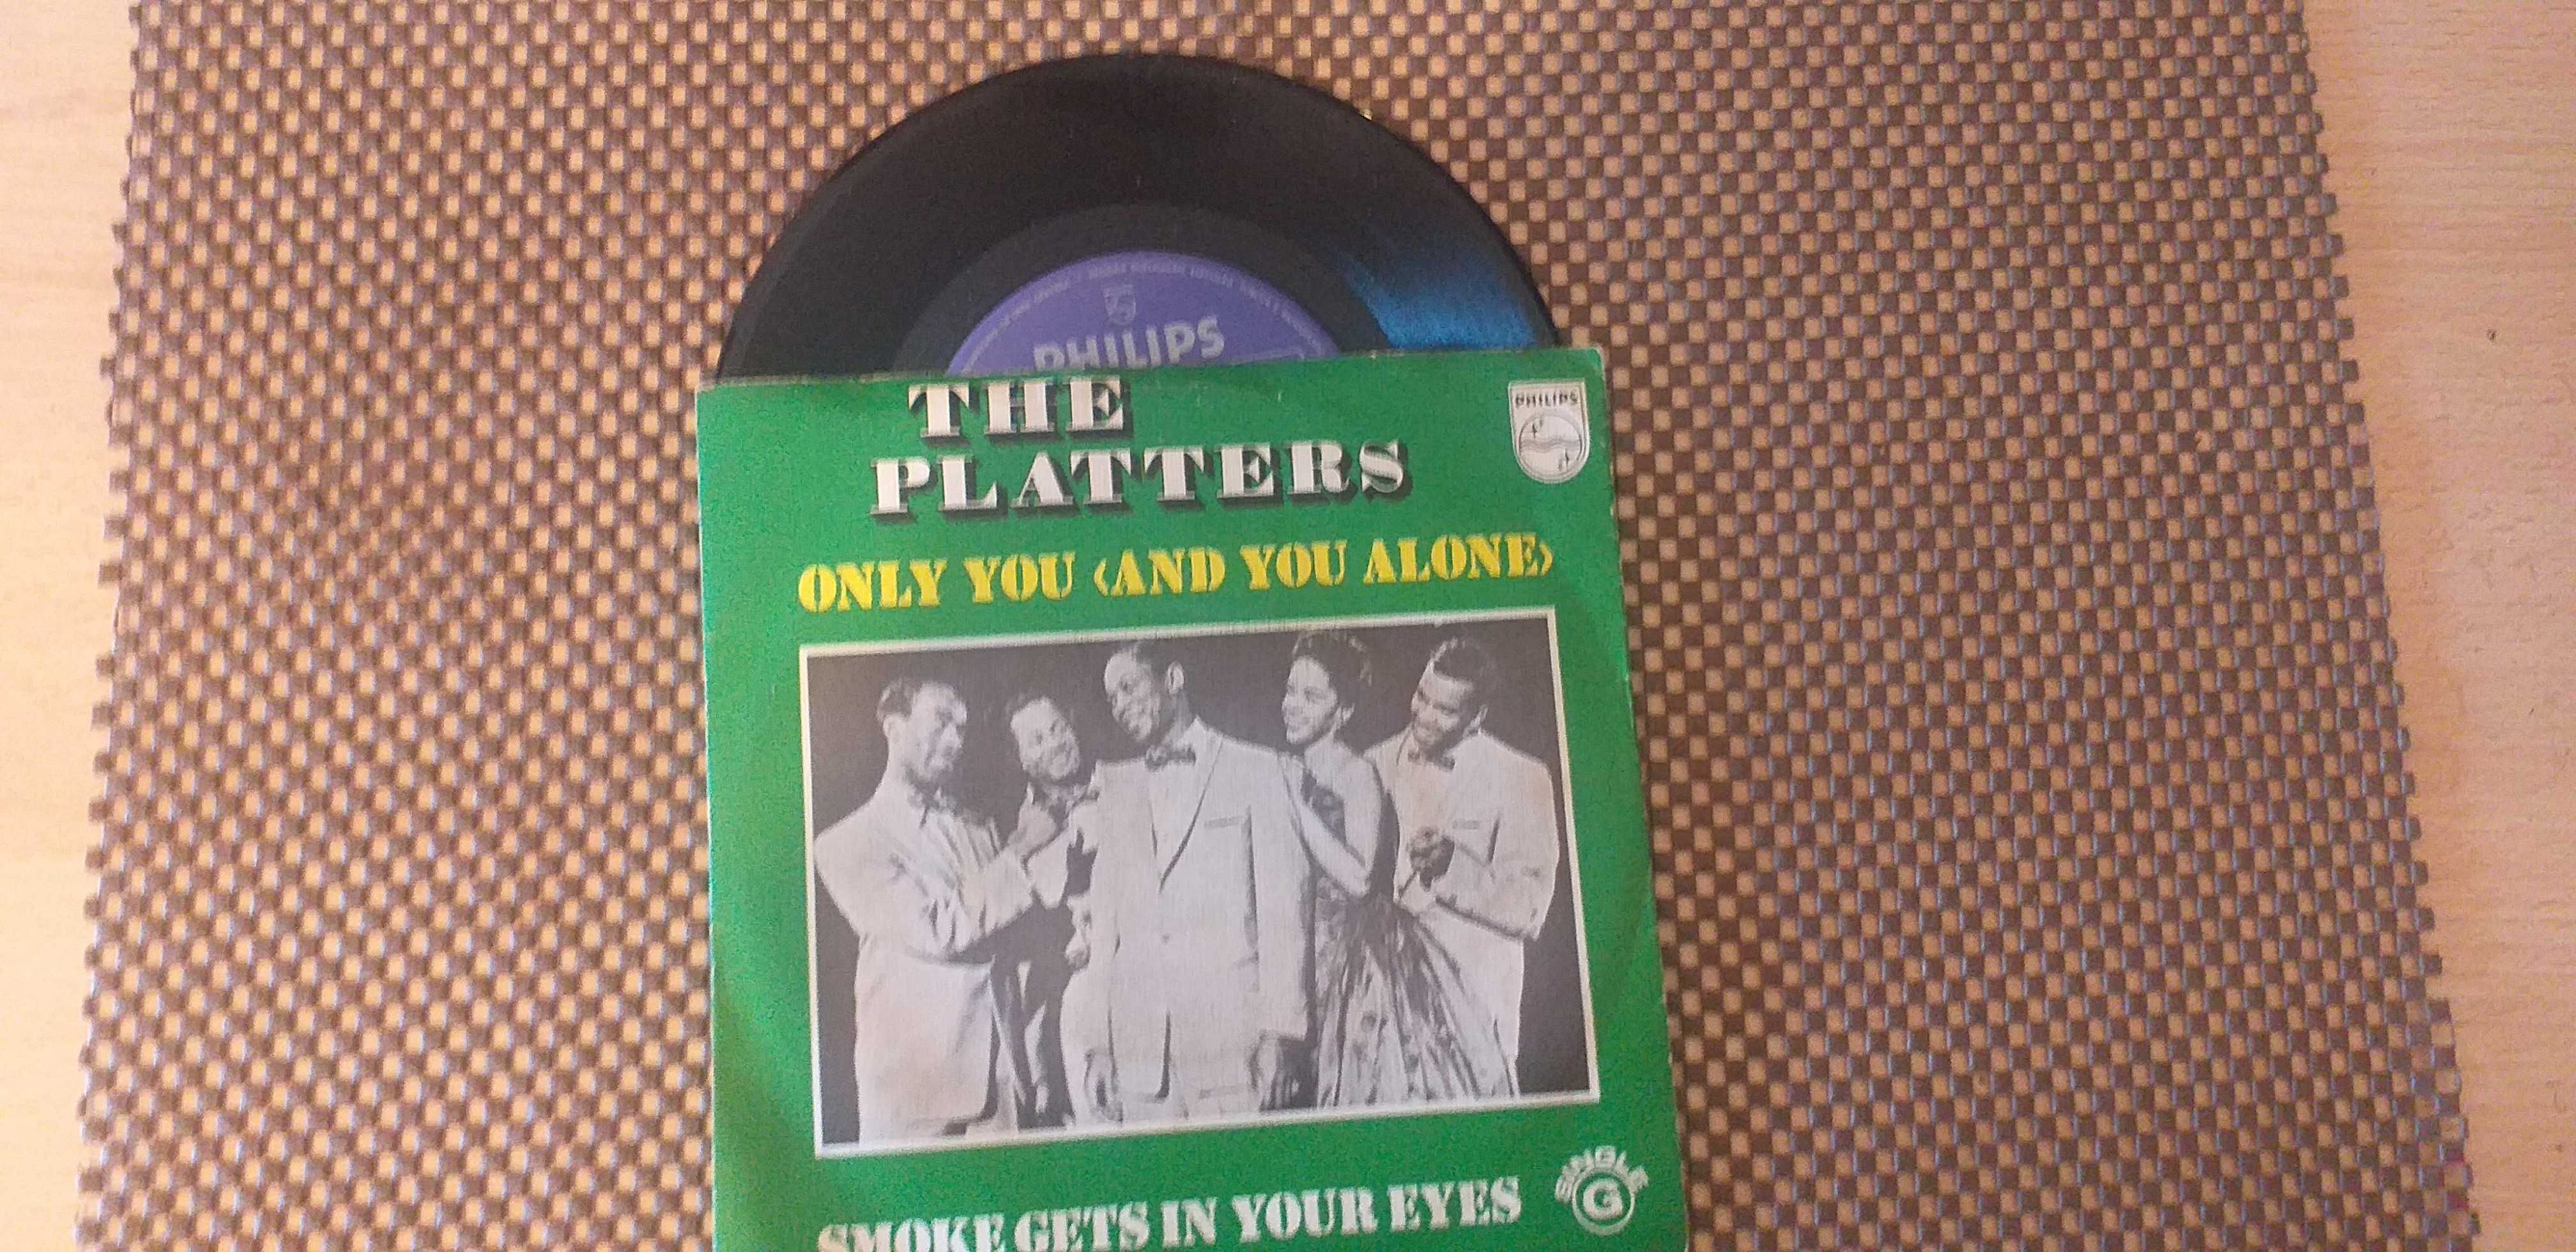 PHILIPS
THE
PLATTERS
PHILIPS
ONLY YOU (AND YOU ALONE)
SMOKE GETS IN YOUR EYES
SINGLE
G